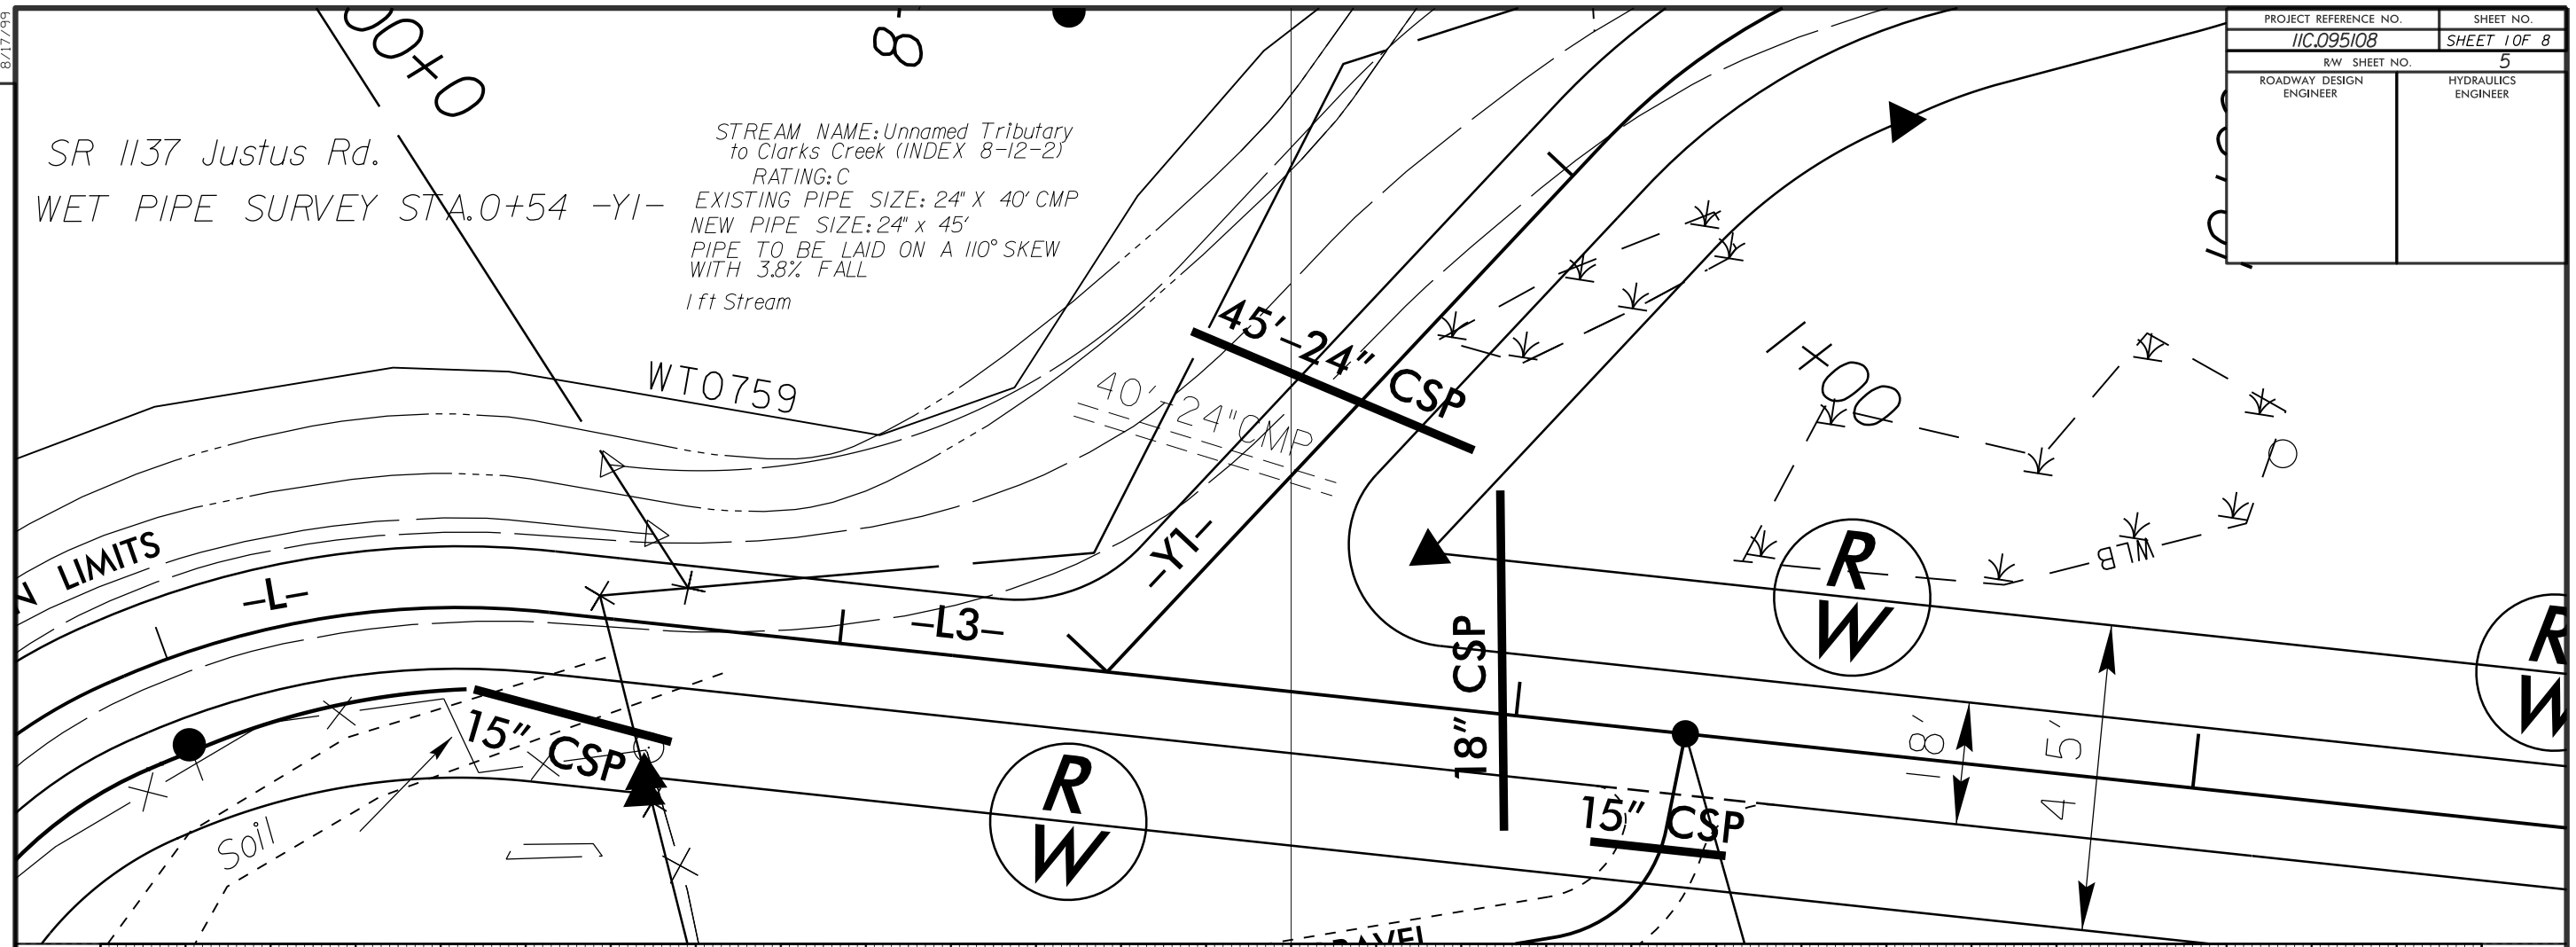 8/17/99
PROJECT REFERENCE NO.
SHEET NO.
11C.095108
SHEET 1 OF 8
RW SHEET NO.
5
ROADWAY DESIGN
ENGINEER
HYDRAULICS
ENGINEER
00+0
8-
SR 1137 Justus Rd.
WET PIPE SURVEY STA.0+54 -Y1-
STREAM NAME: Unnamed Tributary
to Clarks Creek (INDEX 8-12-2)
RATING: C
EXISTING PIPE SIZE: 24" X 40' CMP
NEW PIPE SIZE: 24" x 45'
PIPE TO BE LAID ON A 110° SKEW
WITH 3.8% FALL
1 ft Stream
WT0759
45'-24" CSP
40'-24"CMP
1+00
LIMITS
-L-
-L3-
-Y1-
WLB
R
W
R
W
R
W
18" CSP
15" CSP
15" CSP
18'
45'
Soil